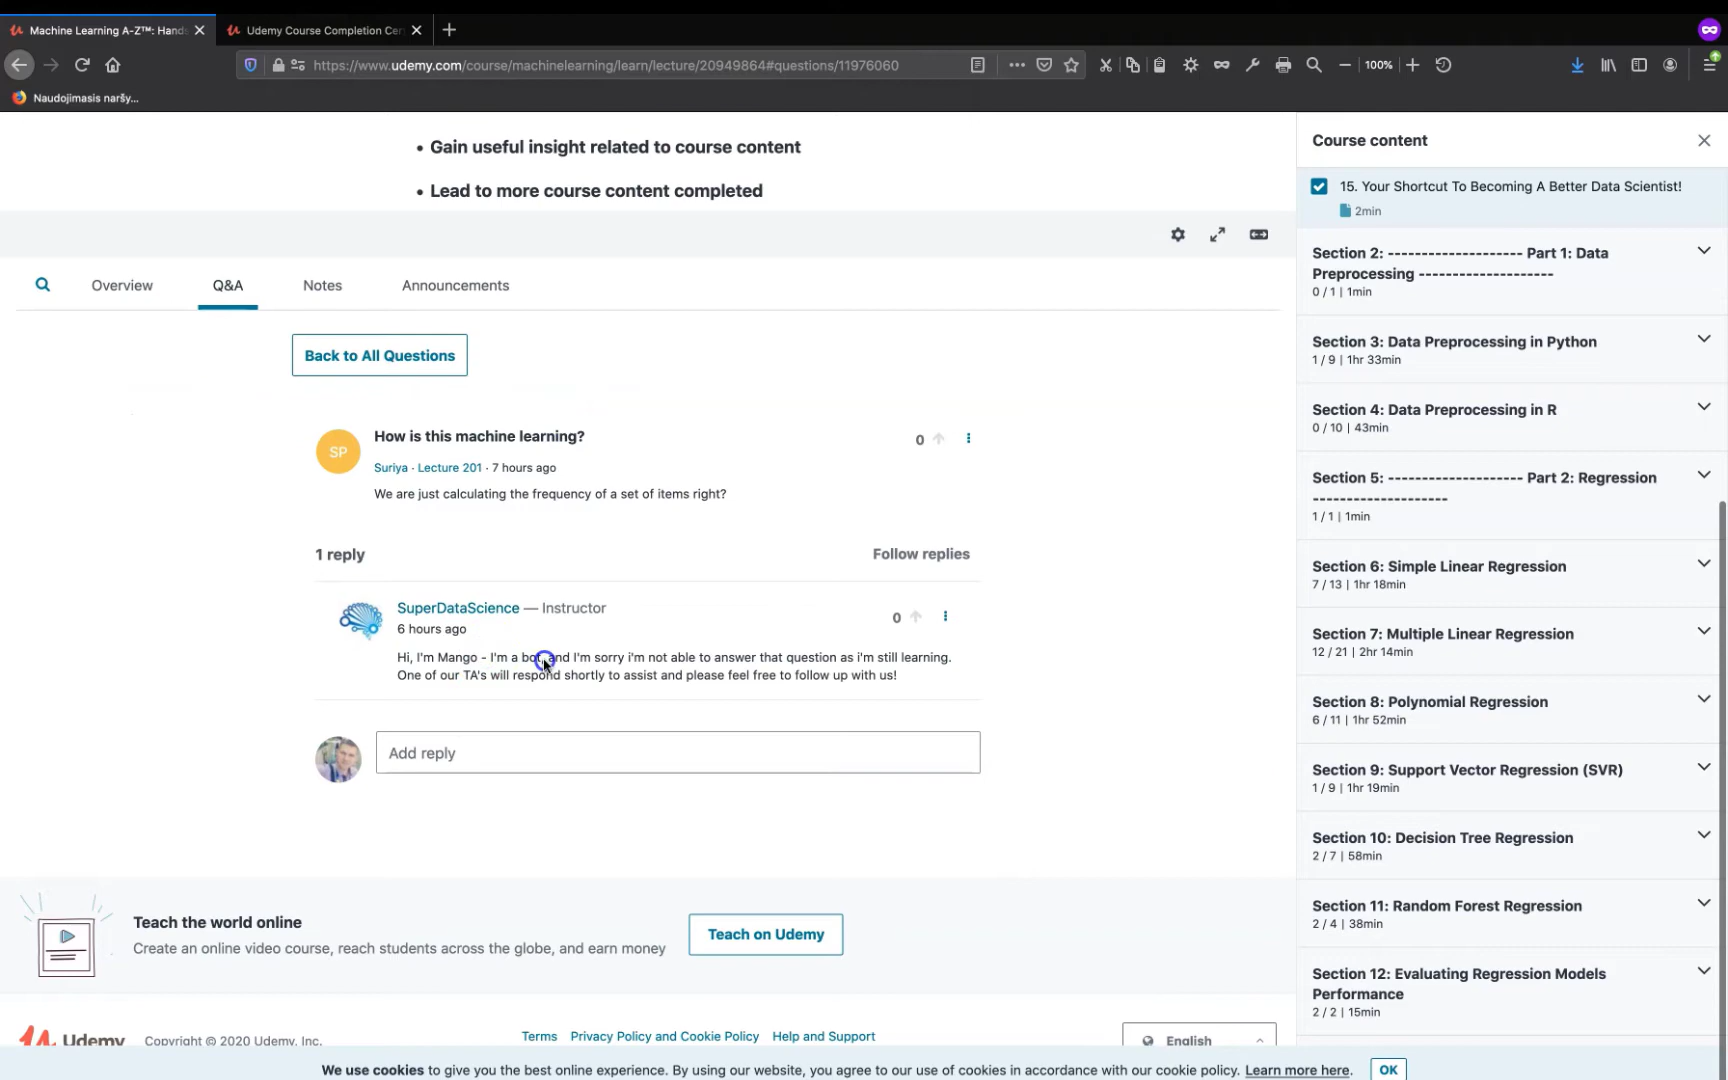 Machine Learning A-Z™: Hands
Udemy Course Completion Cer
https://www.udemy.com/course/machinelearning/learn/lecture/20949864#questions/11976060
100%
Naudojimasis naršy...
• Gain useful insight related to course content
• Lead to more course content completed
Overview
Q&A
Notes
Announcements
Back to All Questions
SP
How is this machine learning?
0
Suriya · Lecture 201 · 7 hours ago
We are just calculating the frequency of a set of items right?
1 reply
Follow replies
SuperDataScience — Instructor
0
6 hours ago
Hi, I'm Mango - I'm a bot, and I'm sorry i'm not able to answer that question as i'm still learning.
One of our TA's will respond shortly to assist and please feel free to follow up with us!
Add reply
Teach the world online
Create an online video course, reach students across the globe, and earn money
Teach on Udemy
Udemy
Copyright © 2020 Udemy, Inc.
Terms
Privacy Policy and Cookie Policy
Help and Support
English
We use cookies to give you the best online experience. By using our website, you agree to our use of cookies in accordance with our cookie policy. Learn more here.
OK
Course content
15. Your Shortcut To Becoming A Better Data Scientist!
2min
Section 2: -------------------- Part 1: Data
Preprocessing --------------------
0 / 1 | 1min
Section 3: Data Preprocessing in Python
1 / 9 | 1hr 33min
Section 4: Data Preprocessing in R
0 / 10 | 43min
Section 5: -------------------- Part 2: Regression
--------------------
1 / 1 | 1min
Section 6: Simple Linear Regression
7 / 13 | 1hr 18min
Section 7: Multiple Linear Regression
12 / 21 | 2hr 14min
Section 8: Polynomial Regression
6 / 11 | 1hr 52min
Section 9: Support Vector Regression (SVR)
1 / 9 | 1hr 19min
Section 10: Decision Tree Regression
2 / 7 | 58min
Section 11: Random Forest Regression
2 / 4 | 38min
Section 12: Evaluating Regression Models
Performance
2 / 2 | 15min